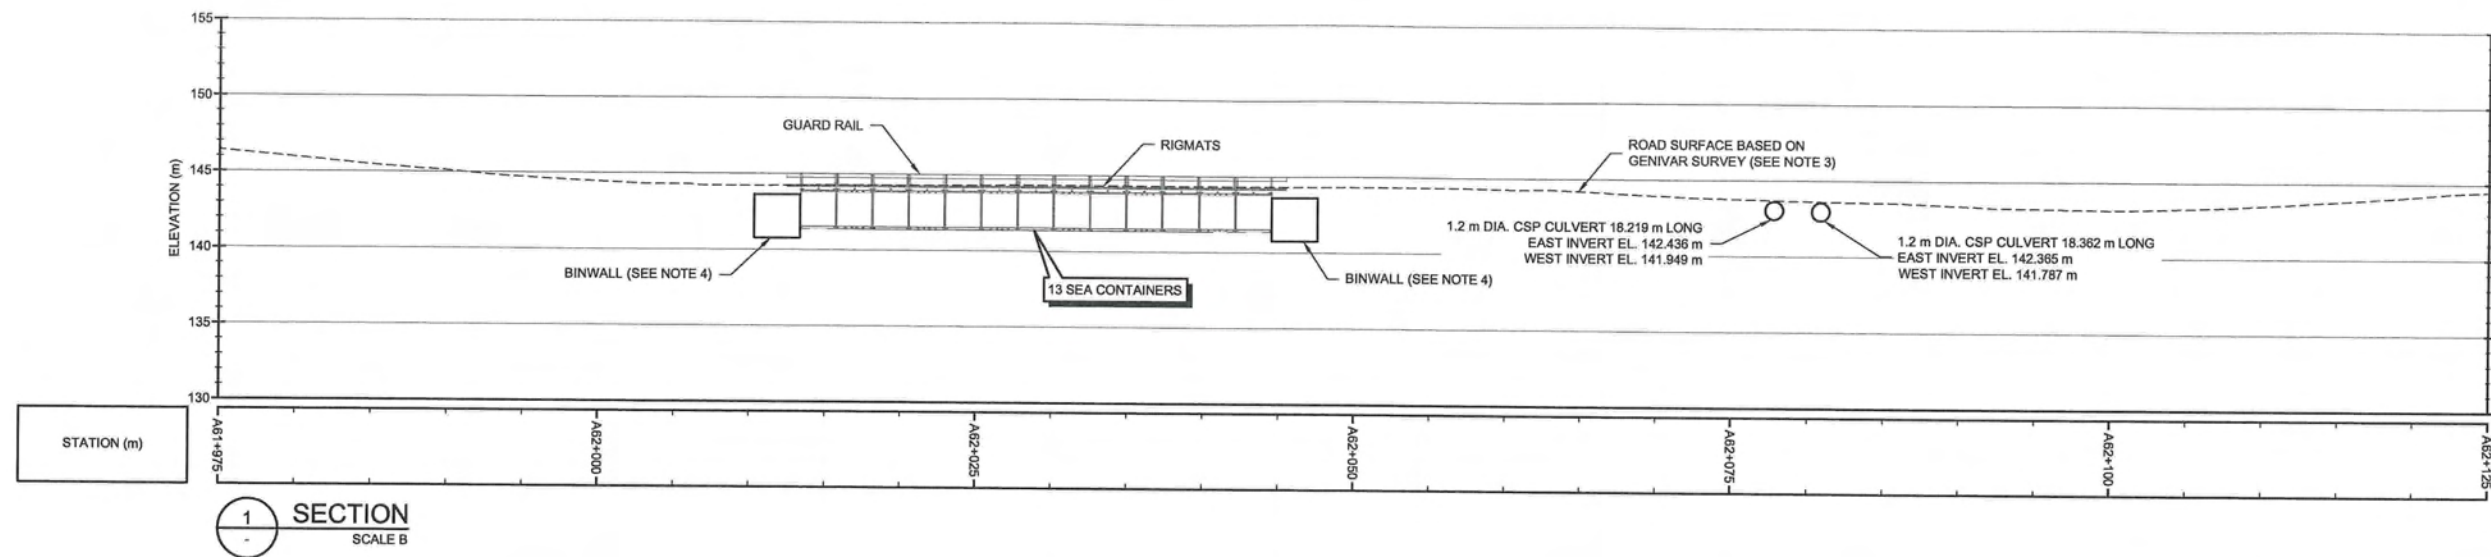 155
150
145
140
135
130
ELEVATION (m)
GUARD RAIL
RIGMATS
ROAD SURFACE BASED ON
GENIVAR SURVEY (SEE NOTE 3)
BINWALL (SEE NOTE 4)
13 SEA CONTAINERS
BINWALL (SEE NOTE 4)
1.2 m DIA. CSP CULVERT 18.219 m LONG
EAST INVERT EL. 142.436 m
WEST INVERT EL. 141.949 m
1.2 m DIA. CSP CULVERT 18.362 m LONG
EAST INVERT EL. 142.365 m
WEST INVERT EL. 141.787 m
STATION (m)
A61+975
A62+000
A62+025
A62+050
A62+075
A62+100
A62+125
1
-
SECTION
SCALE B